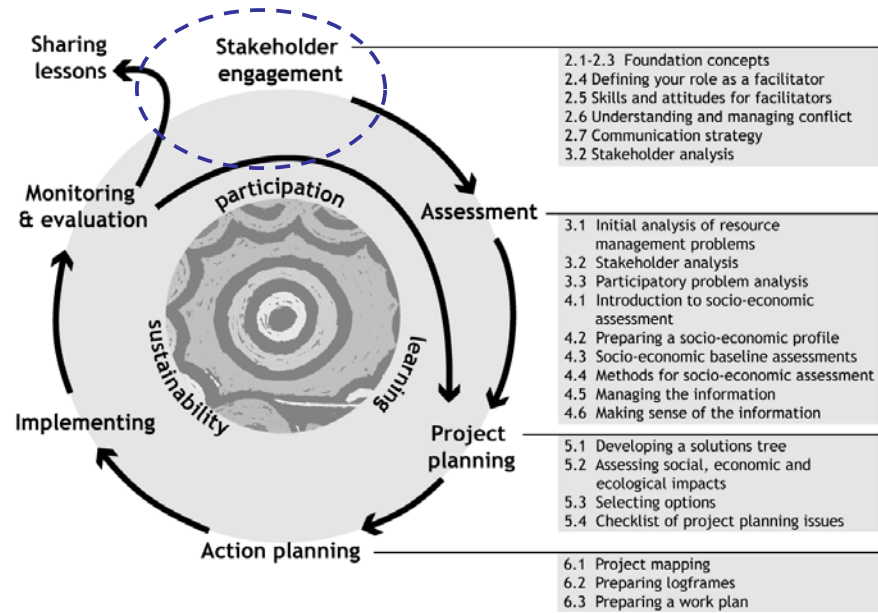 Sharing
lessons
Stakeholder
engagement
Monitoring
& evaluation
participation
Assessment
sustainability
learning
Implementing
Project
planning
Action planning
2.1-2.3 Foundation concepts
2.4 Defining your role as a facilitator
2.5 Skills and attitudes for facilitators
2.6 Understanding and managing conflict
2.7 Communication strategy
3.2 Stakeholder analysis
3.1 Initial analysis of resource
management problems
3.2 Stakeholder analysis
3.3 Participatory problem analysis
4.1 Introduction to socio-economic
assessment
4.2 Preparing a socio-economic profile
4.3 Socio-economic baseline assessments
4.4 Methods for socio-economic assessment
4.5 Managing the information
4.6 Making sense of the information
5.1 Developing a solutions tree
5.2 Assessing social, economic and
ecological impacts
5.3 Selecting options
5.4 Checklist of project planning issues
6.1 Project mapping
6.2 Preparing logframes
6.3 Preparing a work plan